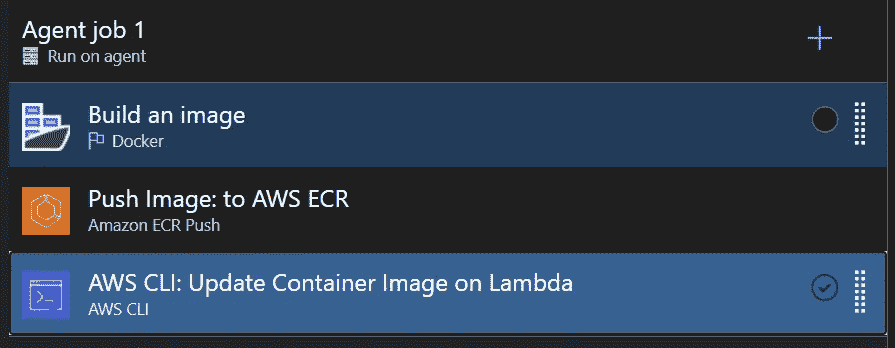 Agent job 1
Run on agent
Build an image
Docker
Push Image: to AWS ECR
Amazon ECR Push
AWS CLI: Update Container Image on Lambda
AWS CLI